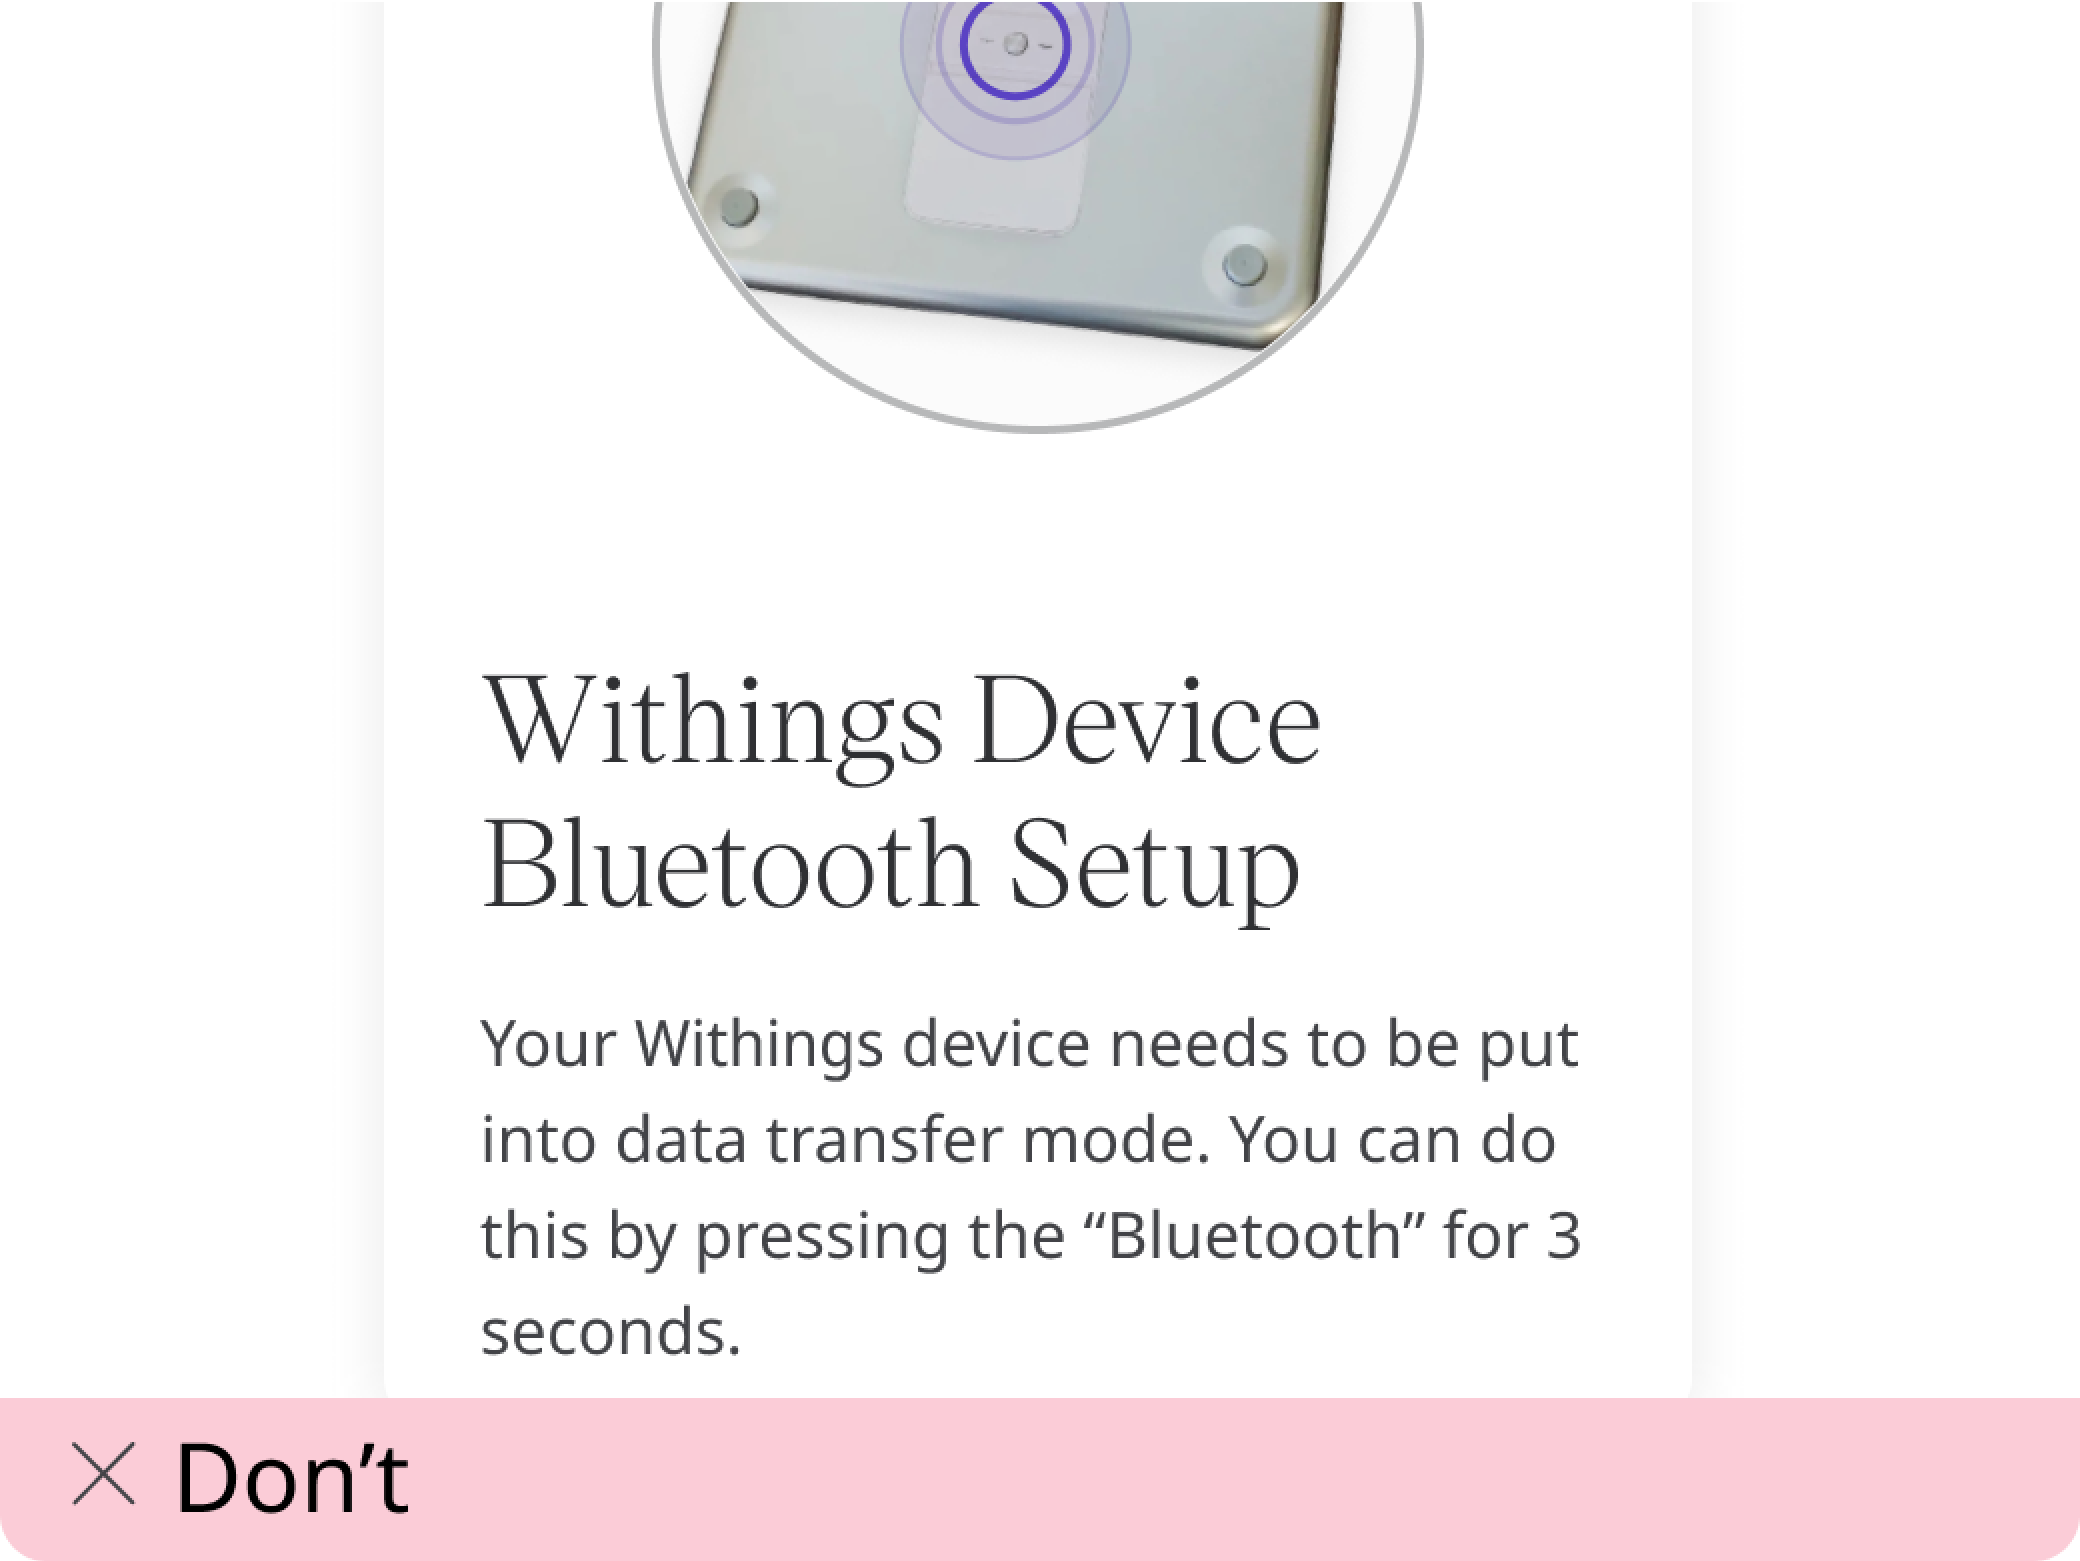 Withings Device
Bluetooth Setup
Your Withings device needs to be put
into data transfer mode. You can do
this by pressing the “Bluetooth” for 3
seconds.
Don’t